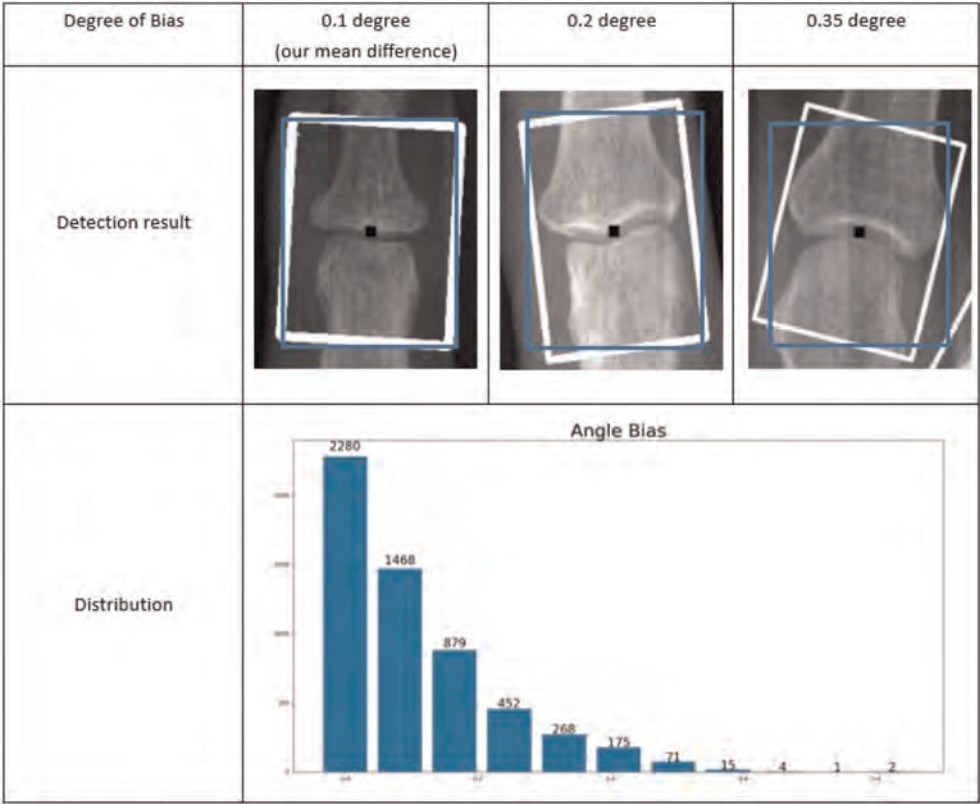 Degree of Bias
0.1 degree
(our mean difference)
0.2 degree
0.35 degree
Detection result
Distribution
Angle Bias
2280
1468
879
452
268
175
71
15
4
1
2